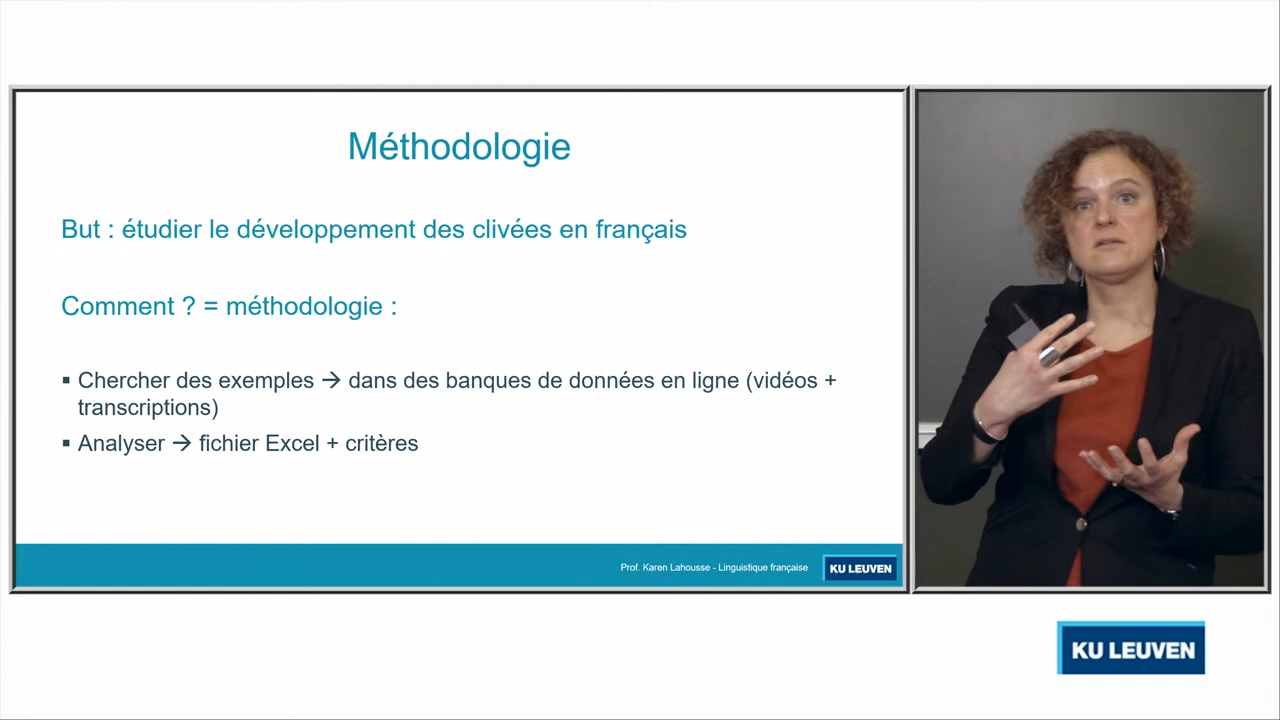 Méthodologie
But : étudier le développement des clivées en français
Comment ? = méthodologie :
▪ Chercher des exemples → dans des banques de données en ligne (vidéos +
transcriptions)
▪ Analyser → fichier Excel + critères
Prof. Karen Lahousse - Linguistique française
KU LEUVEN
KU LEUVEN